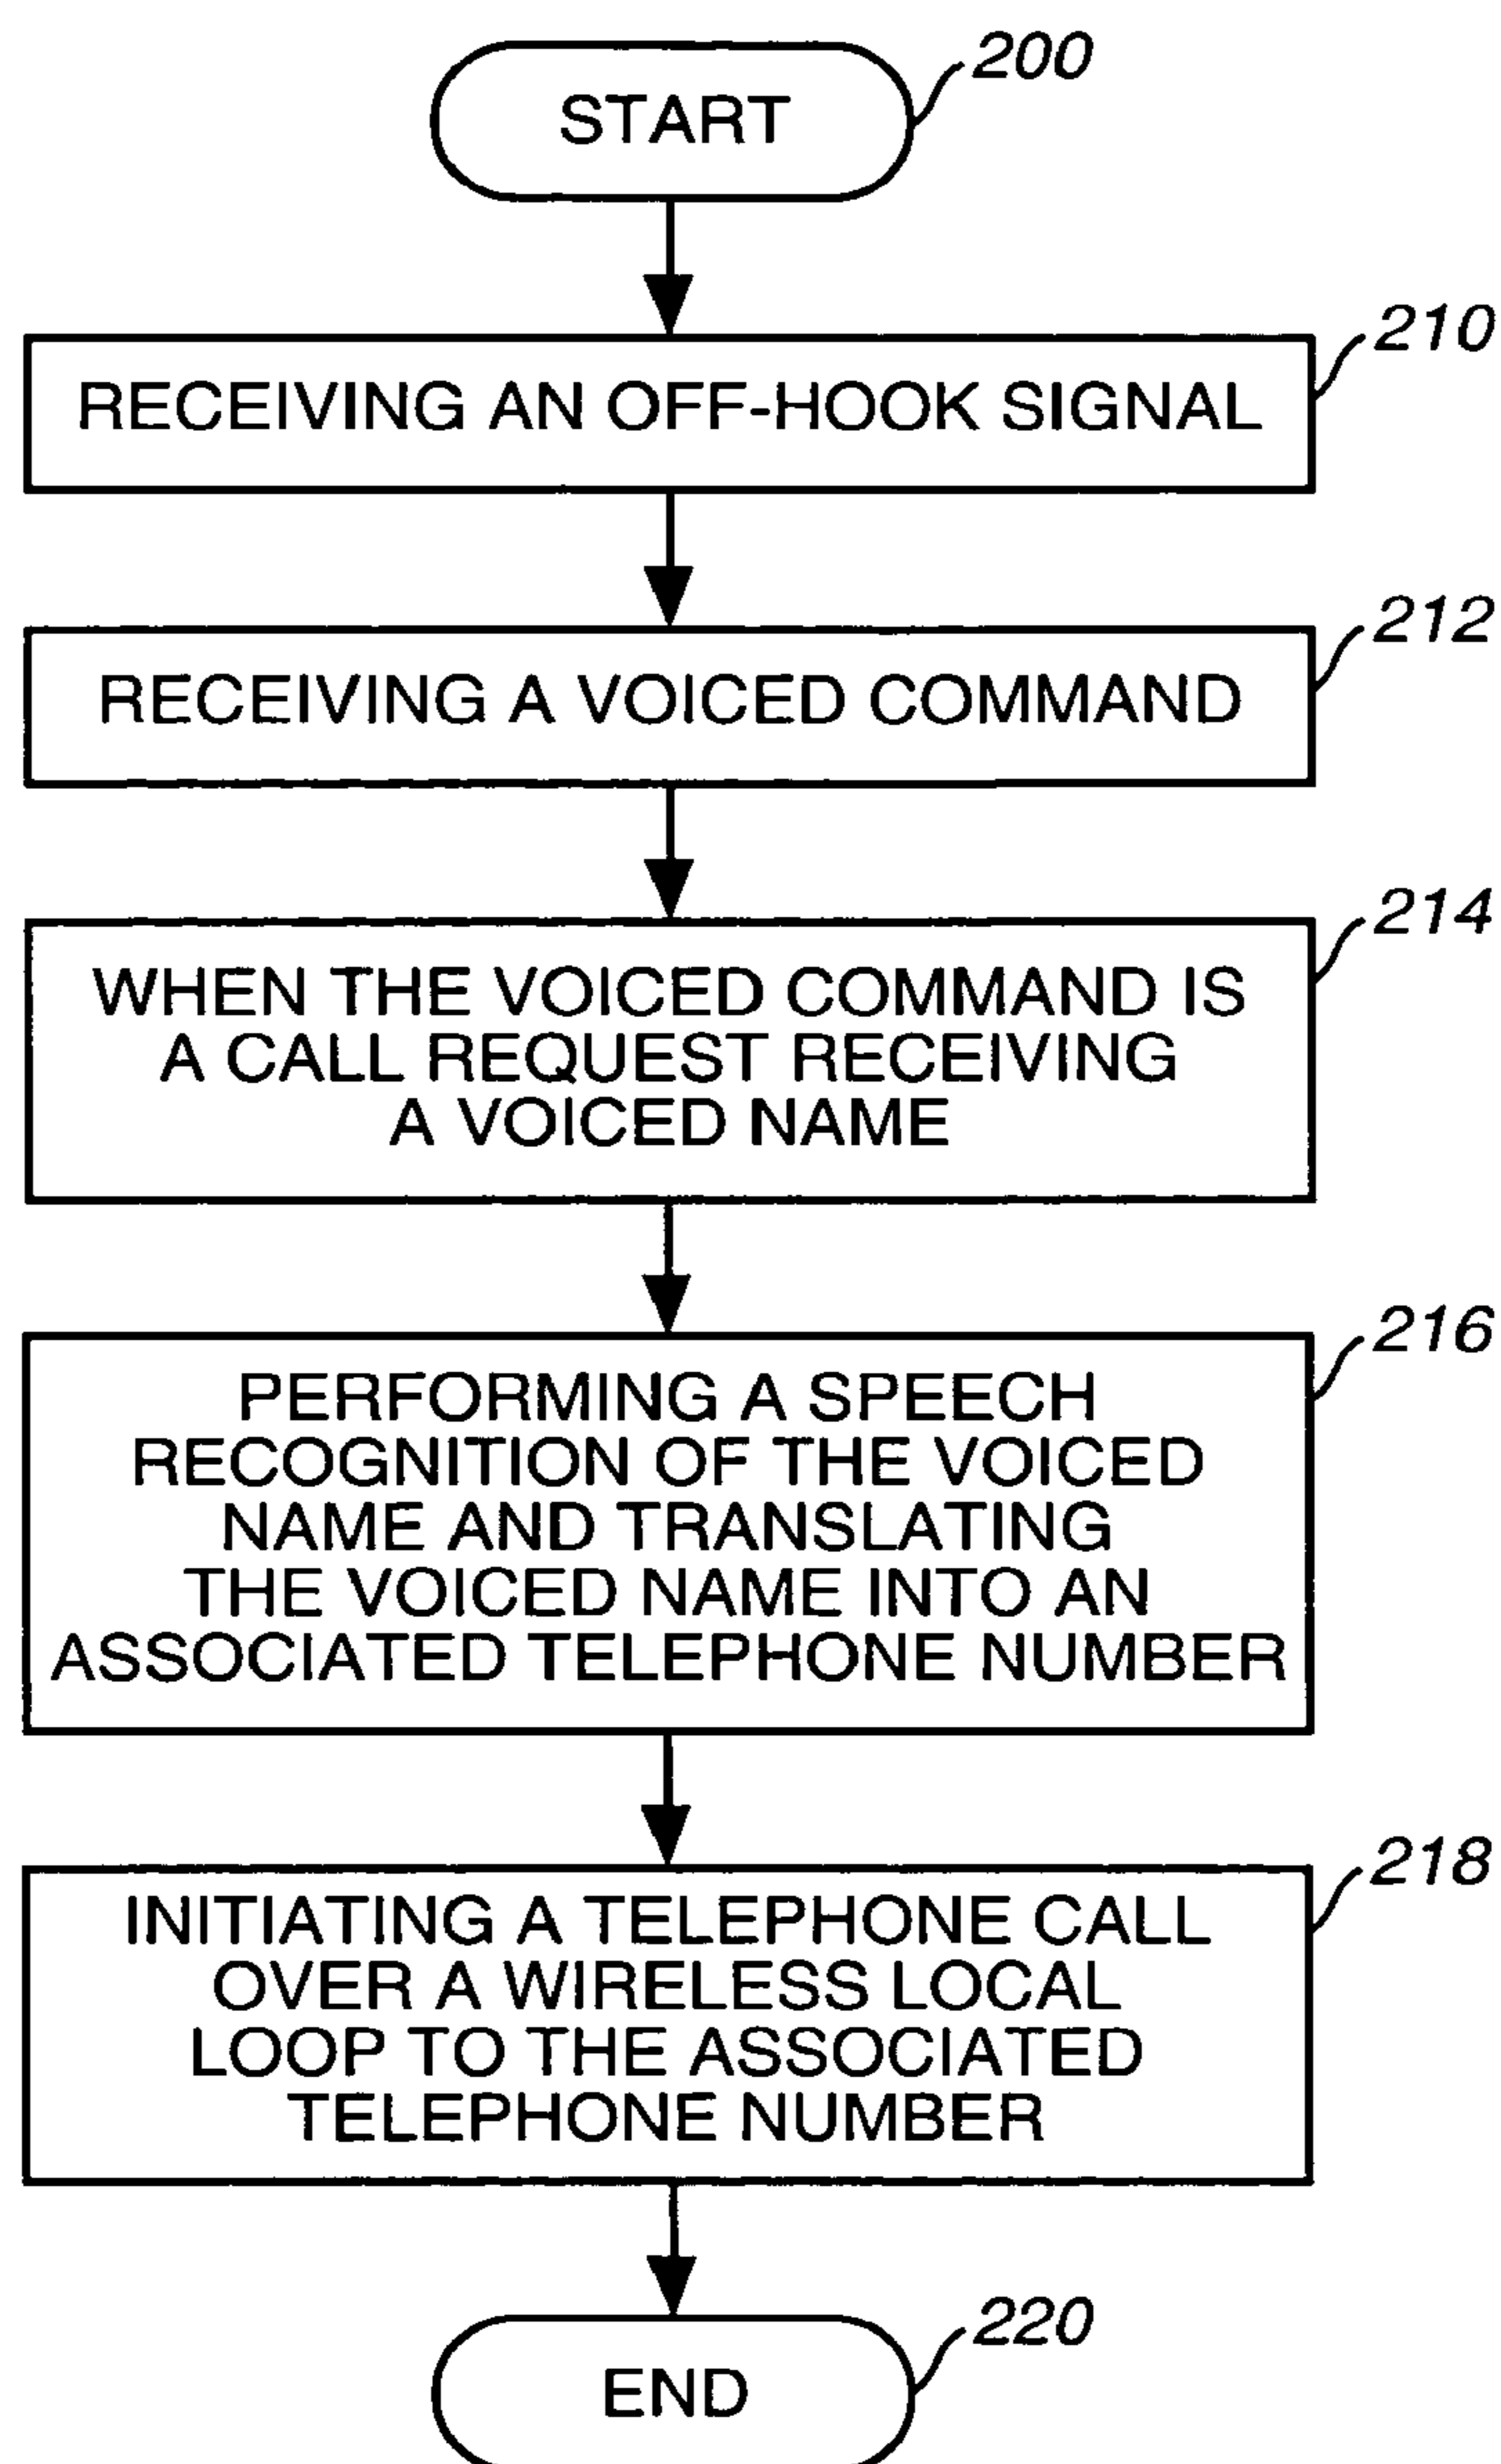 START
200
RECEIVING AN OFF-HOOK SIGNAL
210
RECEIVING A VOICED COMMAND
212
WHEN THE VOICED COMMAND IS
A CALL REQUEST RECEIVING
A VOICED NAME
214
PERFORMING A SPEECH
RECOGNITION OF THE VOICED
NAME AND TRANSLATING
THE VOICED NAME INTO AN
ASSOCIATED TELEPHONE NUMBER
216
INITIATING A TELEPHONE CALL
OVER A WIRELESS LOCAL
LOOP TO THE ASSOCIATED
TELEPHONE NUMBER
218
END
220